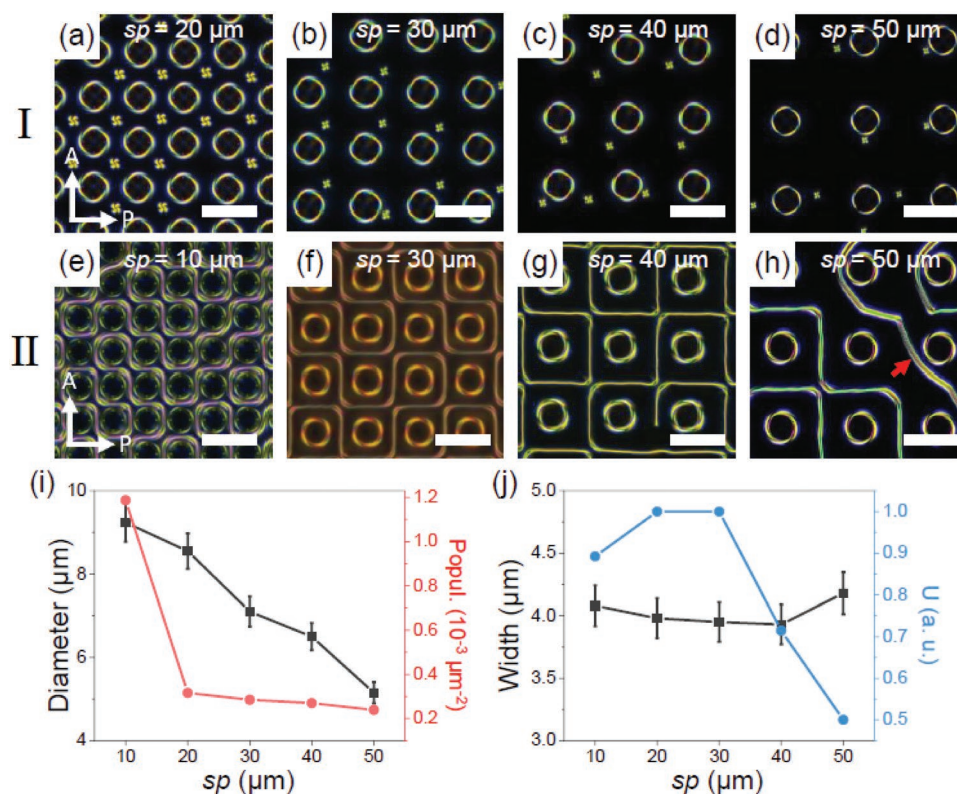 I
(a) sp = 20 µm
(b) sp = 30 µm
(c) sp = 40 µm
(d) sp = 50 µm
A
P
II
(e) sp = 10 µm
(f) sp = 30 µm
(g) sp = 40 µm
(h) sp = 50 µm
A
P
(i)
Diameter (µm)
10
8
6
4
Popul. (10⁻³ µm⁻²)
1.2
1.0
0.8
0.6
0.4
0.2
10 20 30 40 50
sp (µm)
(j)
Width (µm)
5.0
4.5
4.0
3.5
3.0
U (a. u.)
1.0
0.9
0.8
0.7
0.6
0.5
10 20 30 40 50
sp (µm)